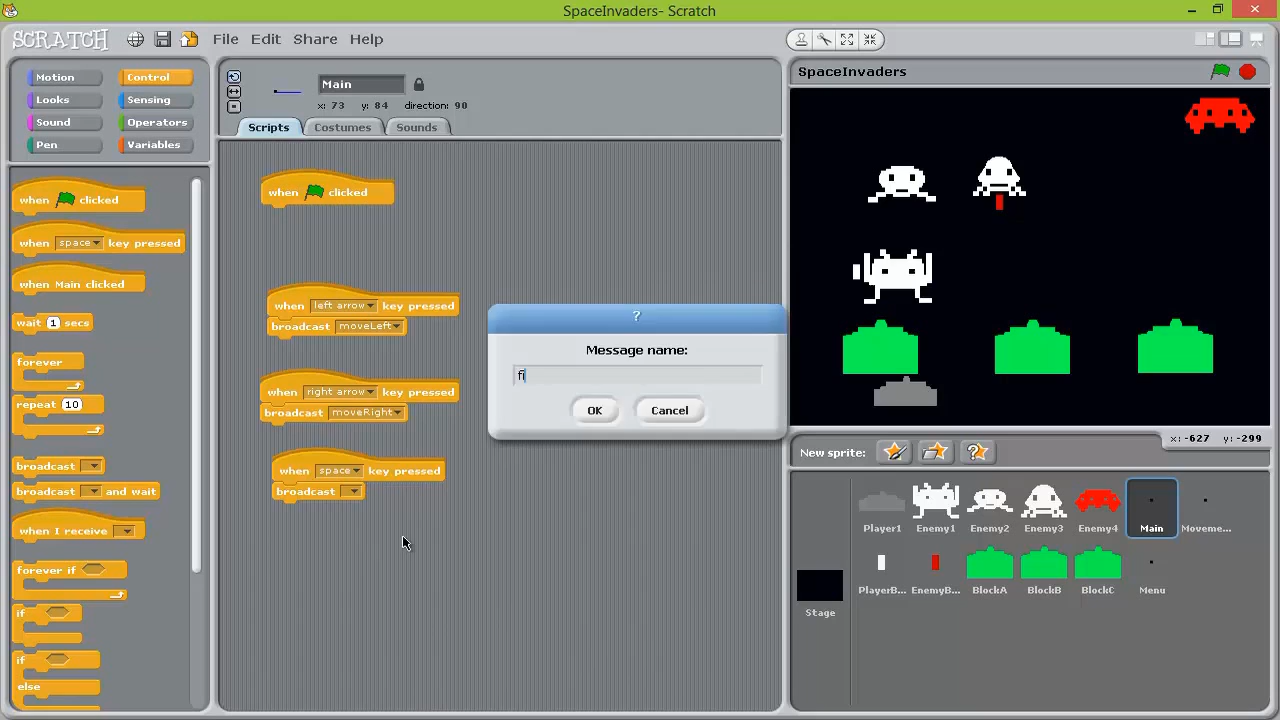 SpaceInvaders- Scratch
SCRATCH File Edit Share Help
Motion Control
Looks Sensing
Sound Operators
Pen Variables
when clicked
when space key pressed
when Main clicked
wait 1 secs
forever
repeat 10
broadcast
broadcast and wait
when I receive
forever if
if
if
else
Main
x: 73 y: 84 direction: 90
Scripts Costumes Sounds
when clicked
when left arrow key pressed
broadcast moveLeft
when right arrow key pressed
broadcast moveRight
when space key pressed
broadcast
?
Message name:
fi
OK Cancel
SpaceInvaders
x: -627 y: -299
New sprite:
Stage
Player1 Enemy1 Enemy2 Enemy3 Enemy4 Main Moveme...
PlayerB... EnemyB... BlockA BlockB BlockC Menu